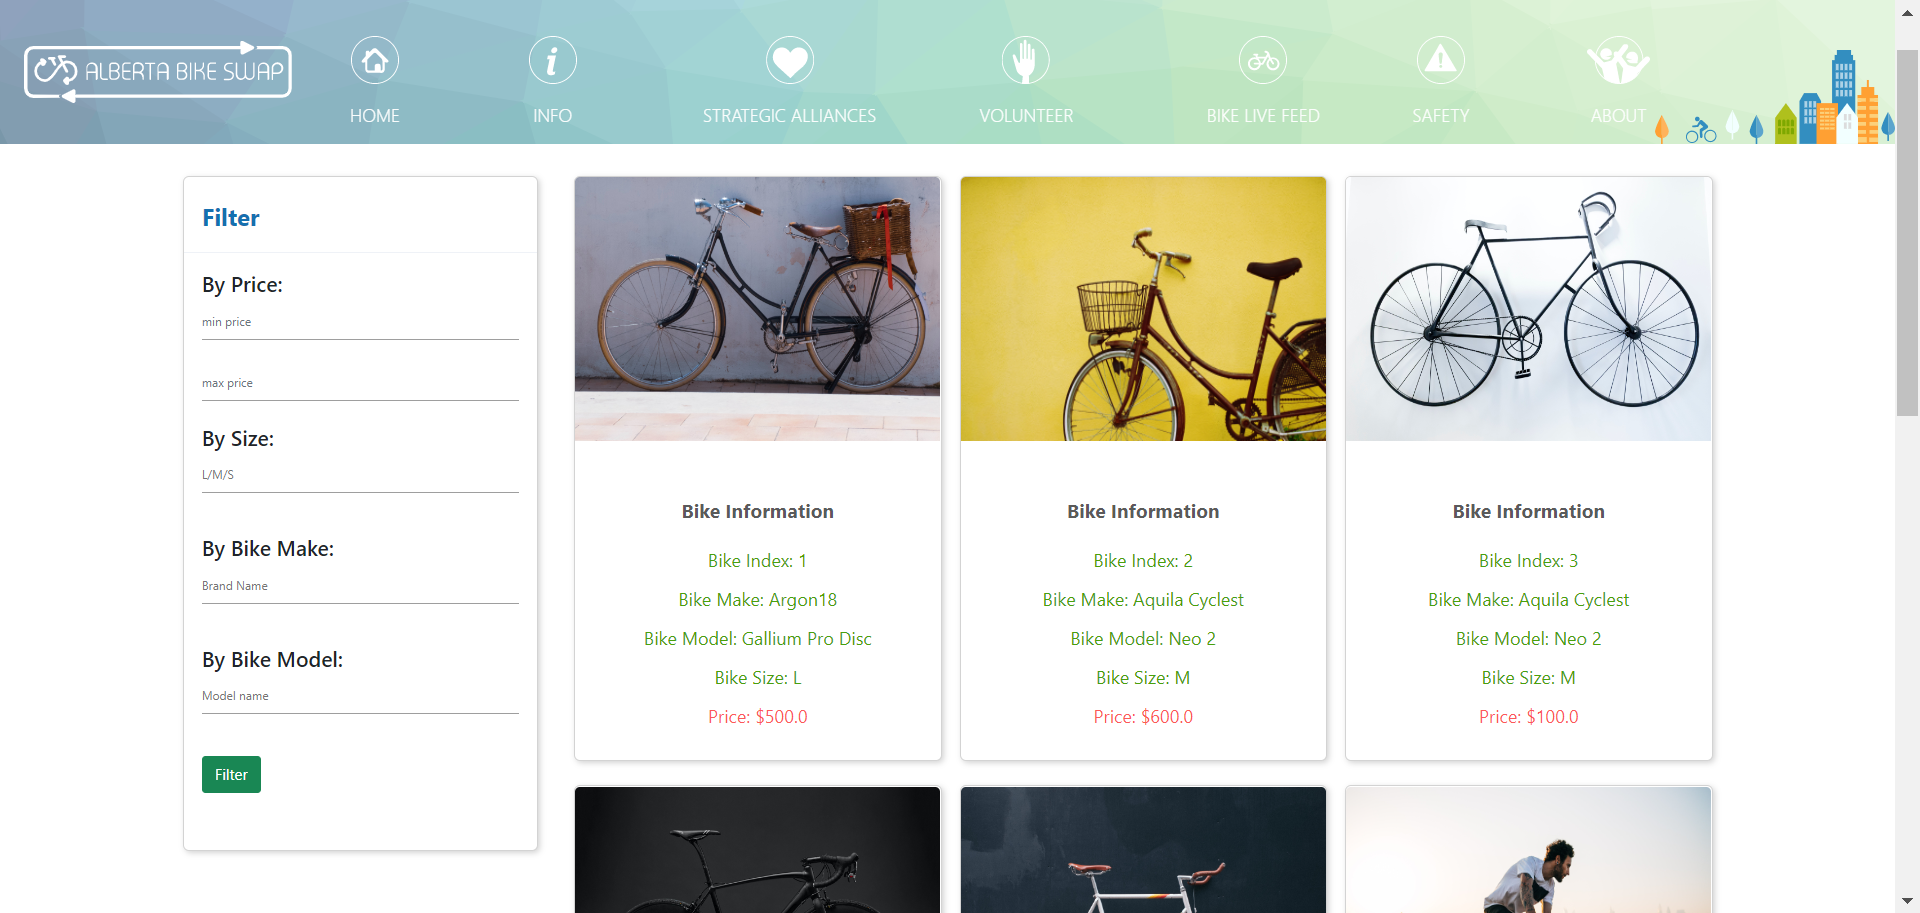 ALBERTA BIKE SWAP
HOME
INFO
STRATEGIC ALLIANCES
VOLUNTEER
BIKE LIVE FEED
SAFETY
ABOUT
Filter
By Price:
min price
max price
By Size:
L/M/S
By Bike Make:
Brand Name
By Bike Model:
Model name
Filter
Bike Information
Bike Index: 1
Bike Make: Argon18
Bike Model: Gallium Pro Disc
Bike Size: L
Price: $500.0
Bike Information
Bike Index: 2
Bike Make: Aquila Cyclest
Bike Model: Neo 2
Bike Size: M
Price: $600.0
Bike Information
Bike Index: 3
Bike Make: Aquila Cyclest
Bike Model: Neo 2
Bike Size: M
Price: $100.0